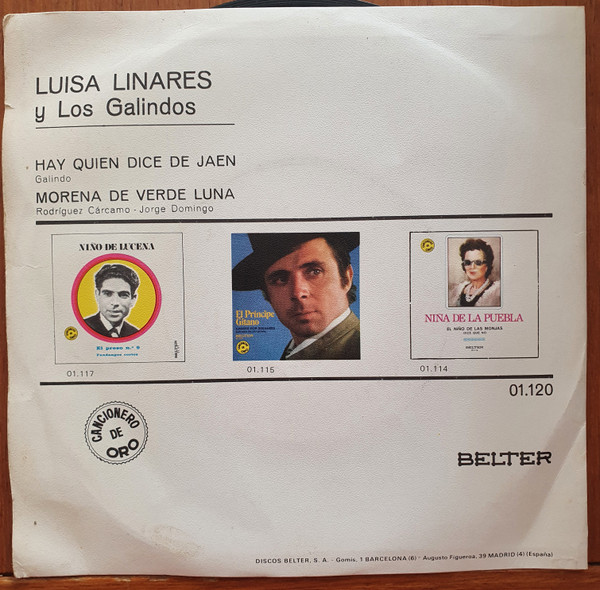 LUISA LINARES
y Los Galindos
HAY QUIEN DICE DE JAEN
Galindo
MORENA DE VERDE LUNA
Rodríguez Cárcamo - Jorge Domingo
NIÑO DE LUCENA
El preso n.º 9
Fandangos cortos
01.117
El Príncipe
Gitano
01.115
NIÑA DE LA PUEBLA
EL NIÑO DE LAS MONJAS
BELTER
01.114
01.120
CANCIONERO
DE
ORO
BELTER
DISCOS BELTER, S. A. - Gomis, 1 BARCELONA (6) - Augusto Figueroa, 39 MADRID (4) (España)